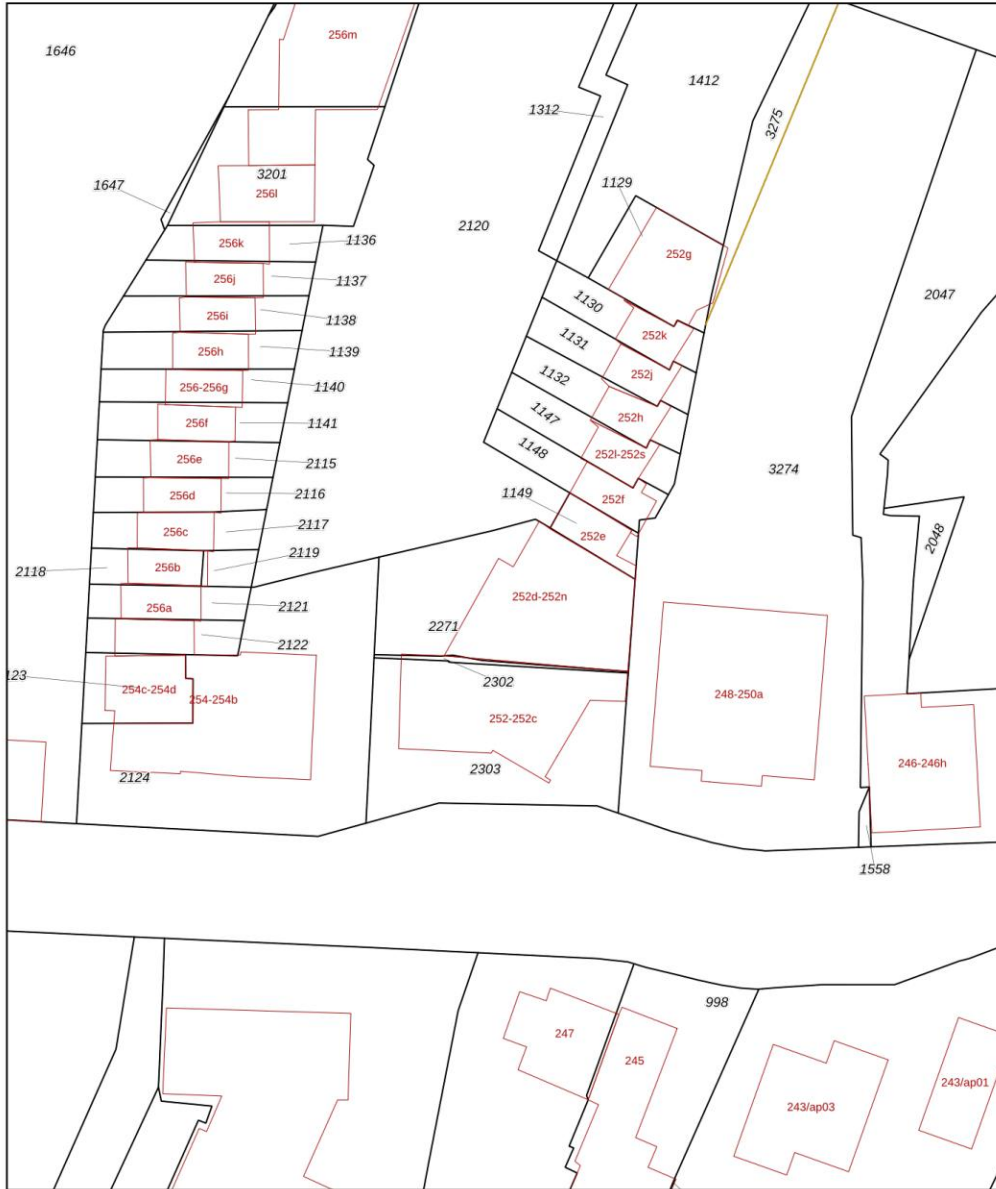 256m
1646
1412
1312
3275
3201
256l
1647
1129
2120
256k
1136
252g
256j
1137
2047
1130
256i
1138
252k
1131
256h
1139
252j
256-256g
1140
1132
252h
256f
1141
1147
252l-252s
256e
2115
1148
3274
256d
2116
1149
252f
256c
2117
252e
2048
2118
256b
2119
252d-252n
256a
2121
2271
2122
123
254c-254d
254-254b
2302
248-250a
252-252c
246-246h
2124
2303
1558
998
247
245
243/ap03
243/ap01